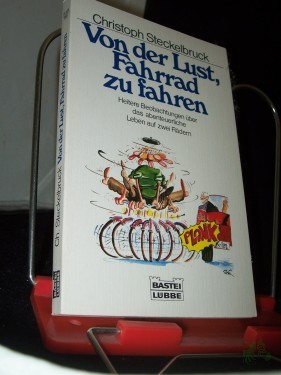 Christoph Steckelbruck
Von der Lust,
Fahrrad
zu fahren
Heitere Beobachtungen über
das abenteuerliche
Leben auf zwei Rädern
FLONK!
BASTEI
LÜBBE
Ch. Steckelbruck Von der Lust, Fahrrad zu fahren